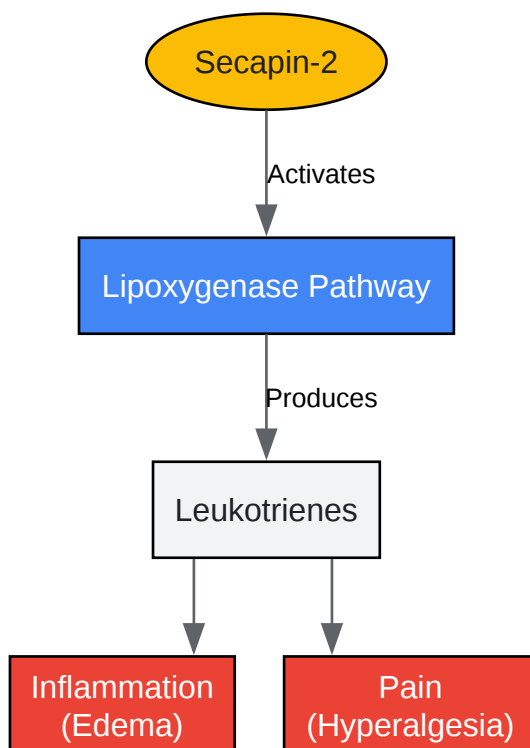 Secapin-2
Activates
Lipoxygenase Pathway
Produces
Leukotrienes
Inflammation
(Edema)
Pain
(Hyperalgesia)